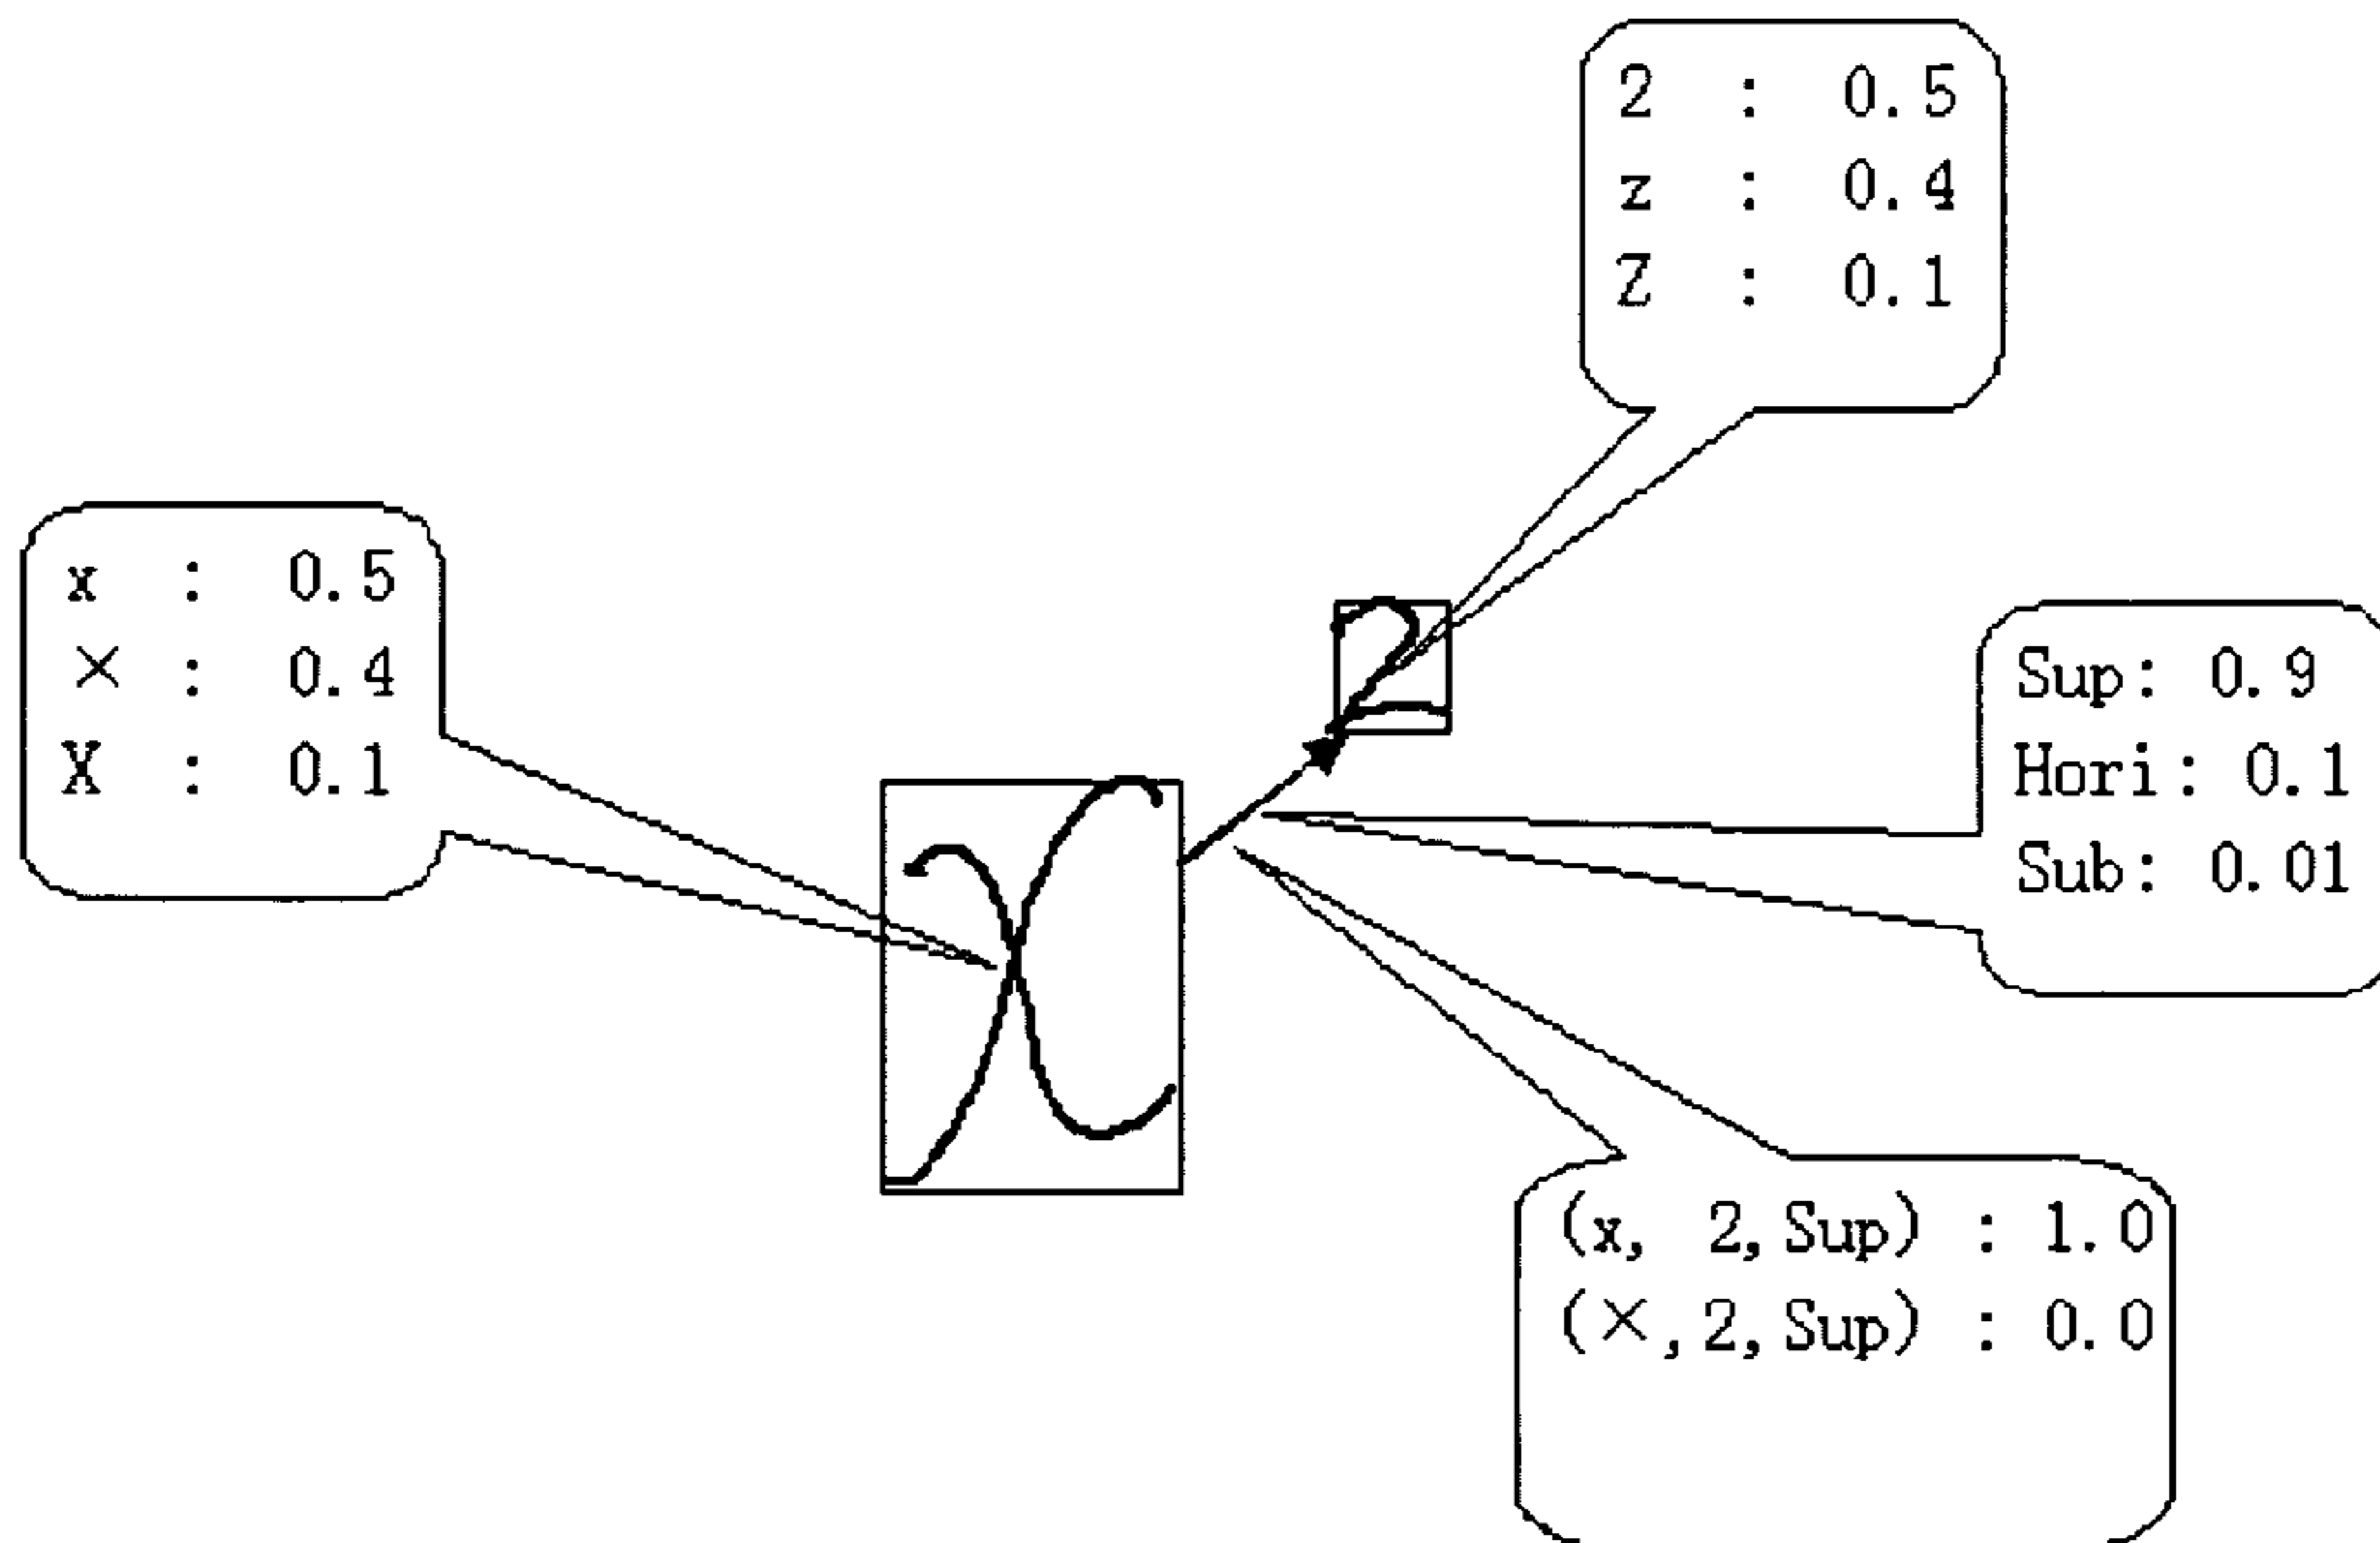 2 : 0.5
z : 0.4
Z : 0.1
x : 0.5
× : 0.4
X : 0.1
2
x
Sup: 0.9
Hori: 0.1
Sub: 0.01
(x, 2,Sup) : 1.0
(×,2,Sup) : 0.0